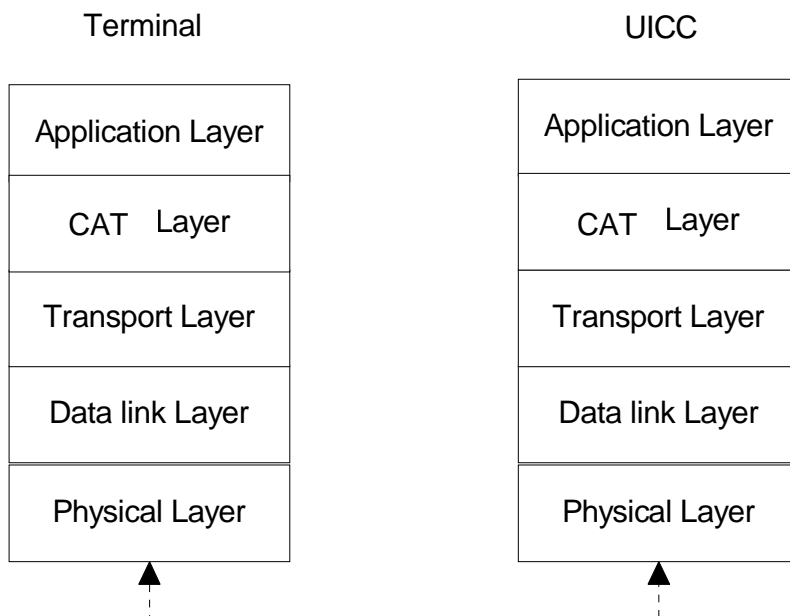 Terminal
UICC
Application Layer
Application Layer
CAT Layer
CAT Layer
Transport Layer
Transport Layer
Data link Layer
Data link Layer
Physical Layer
Physical Layer